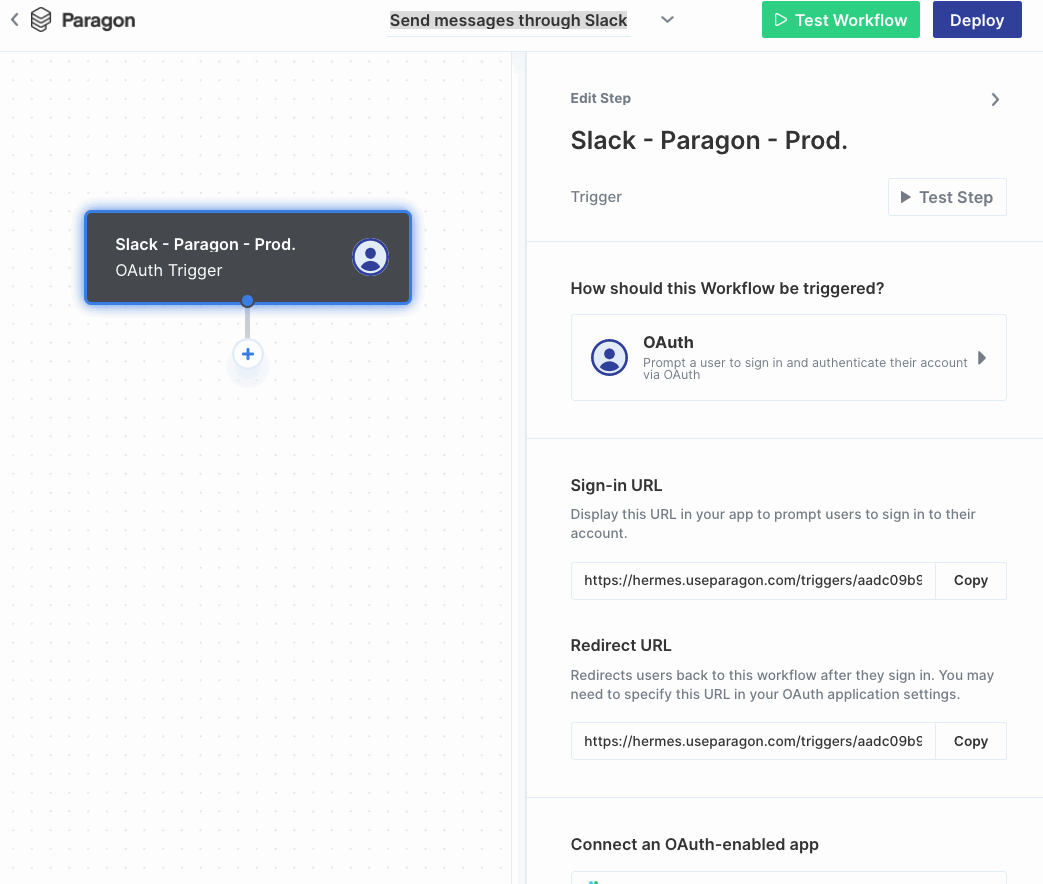 Paragon
Send messages through Slack
Test Workflow
Deploy
Slack - Paragon - Prod.
OAuth Trigger
Edit Step
Slack - Paragon - Prod.
Trigger
Test Step
How should this Workflow be triggered?
OAuth
Prompt a user to sign in and authenticate their account
via OAuth
Sign-in URL
Display this URL in your app to prompt users to sign in to their
account.
https://hermes.useparagon.com/triggers/aadc09b9
Copy
Redirect URL
Redirects users back to this workflow after they sign in. You may
need to specify this URL in your OAuth application settings.
https://hermes.useparagon.com/triggers/aadc09b9
Copy
Connect an OAuth-enabled app